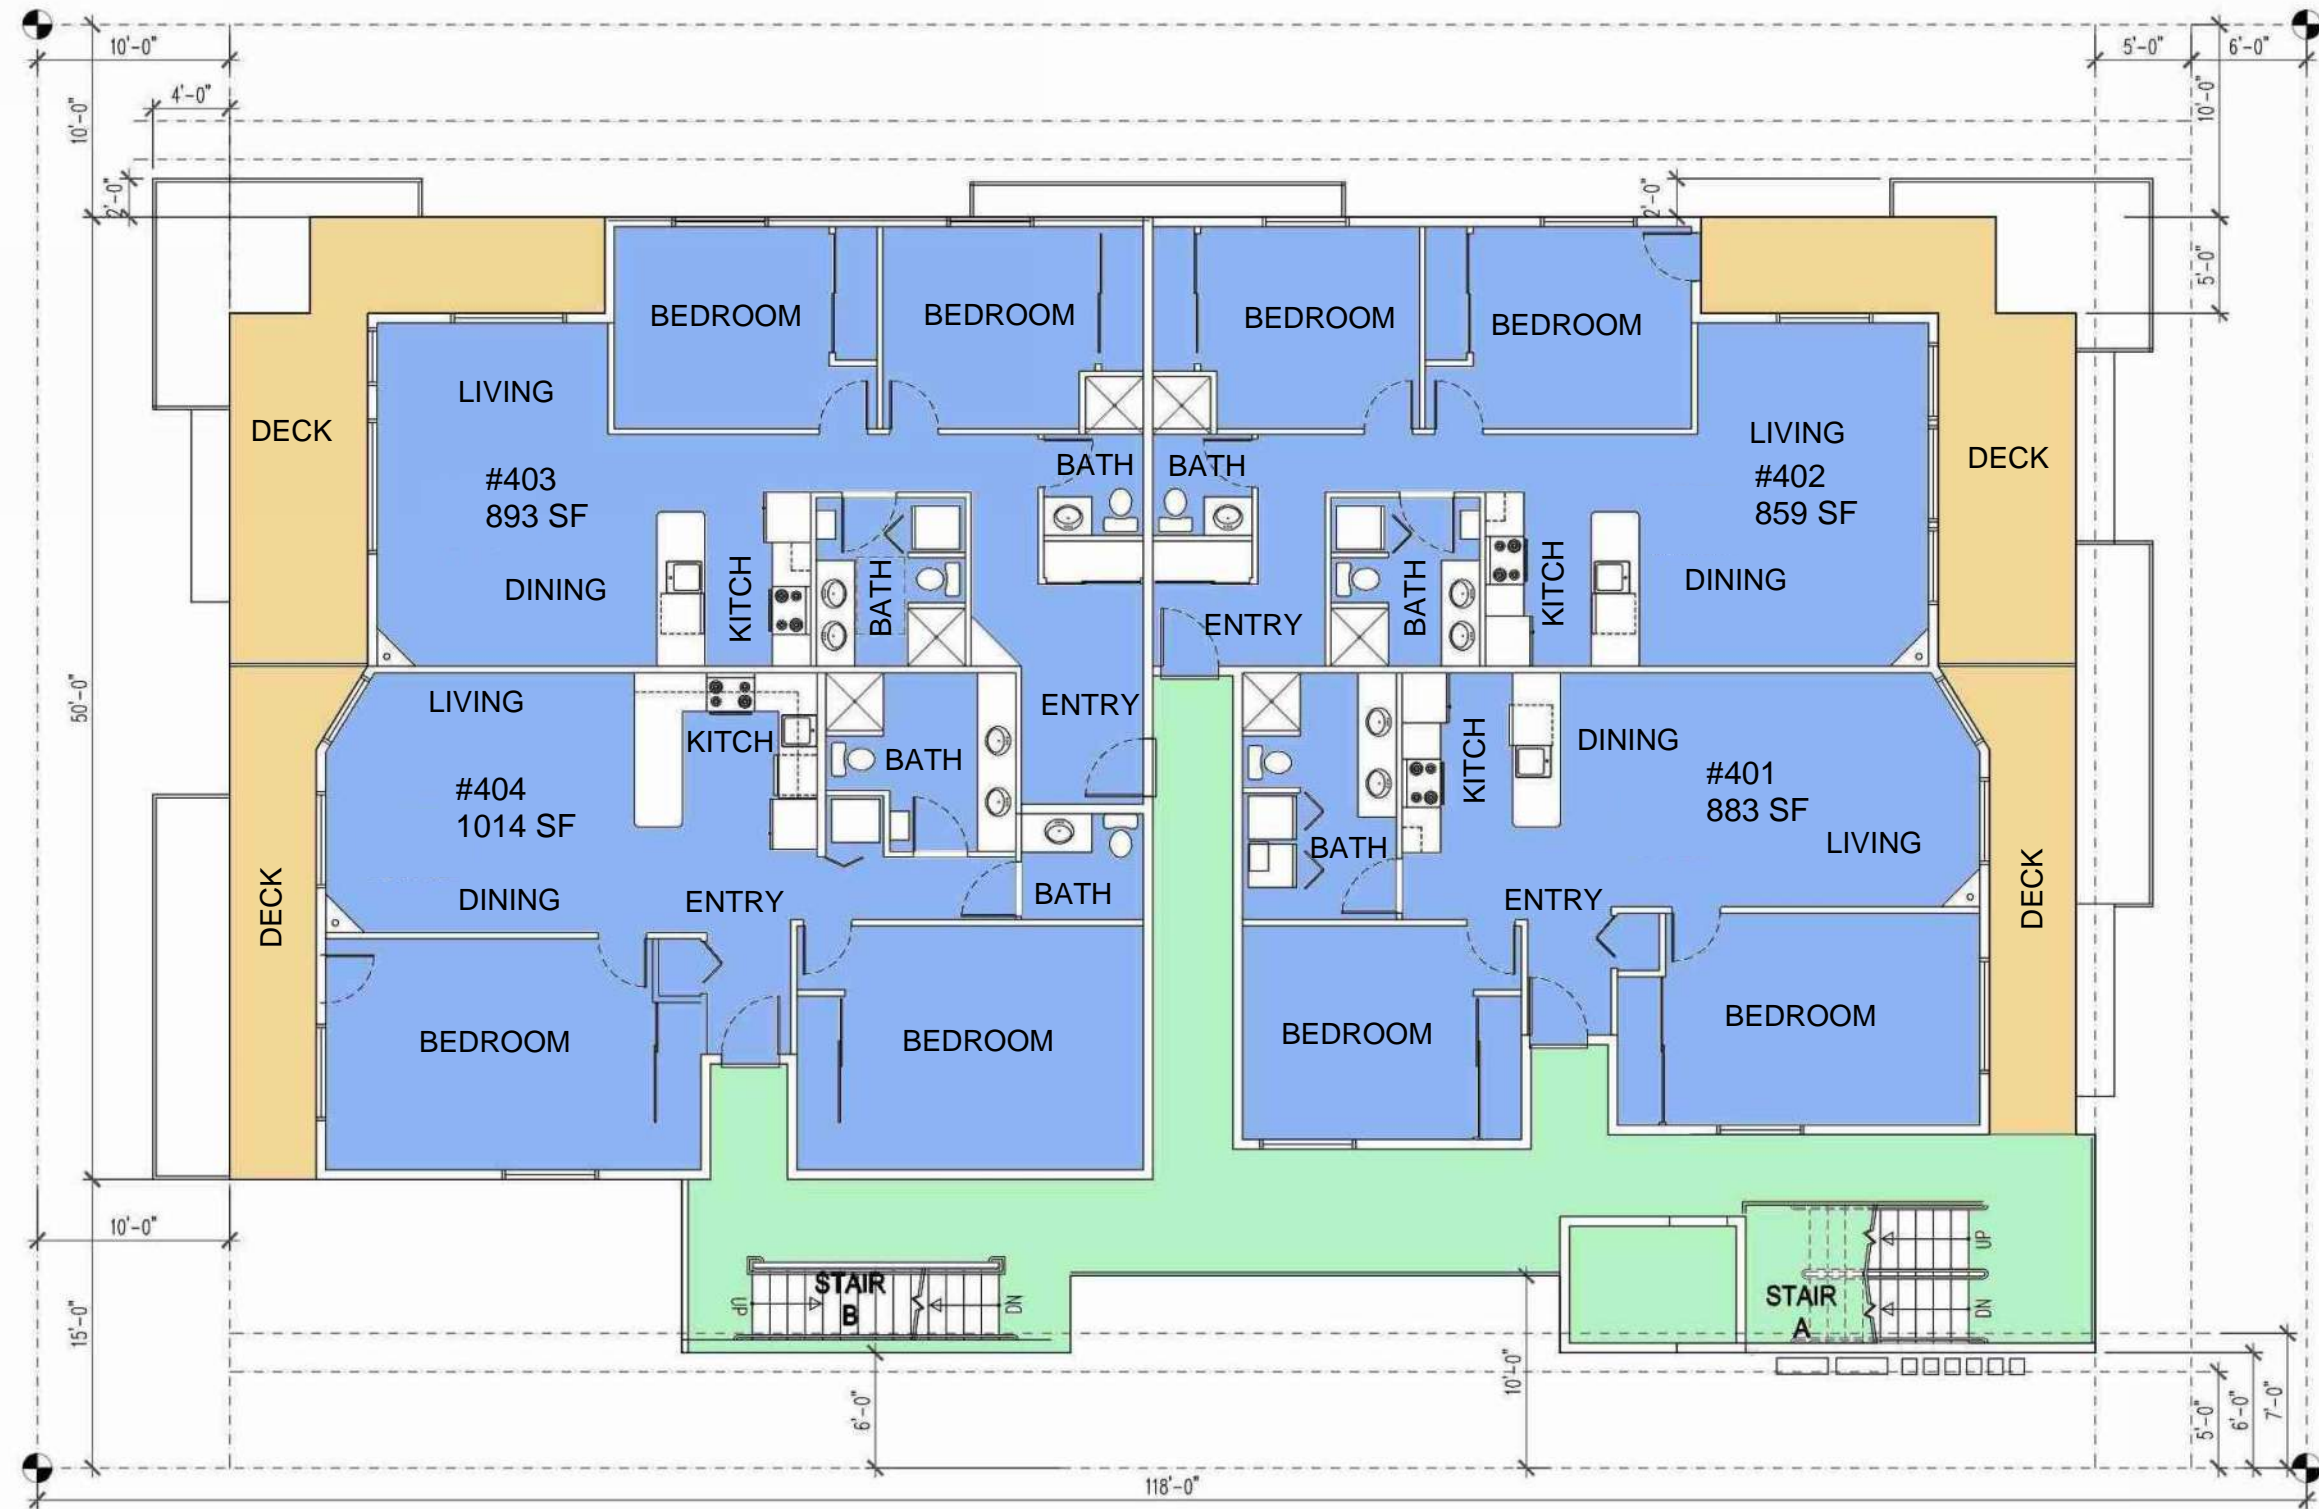 10'-0"
5'-0"
6'-0"
4'-0"
10'-0"
10'-0"
2'-0"
2'-0"
5'-0"
BEDROOM
BEDROOM
BEDROOM
BEDROOM
LIVING
DECK
#403
893 SF
DINING
KITCH
BATH
BATH
BATH
ENTRY
BATH
KITCH
LIVING
#402
859 SF
DINING
DECK
50'-0"
LIVING
KITCH
#404
1014 SF
DINING
ENTRY
BATH
ENTRY
BATH
DECK
BEDROOM
BEDROOM
BATH
KITCH
DINING
#401
883 SF
LIVING
ENTRY
DECK
BEDROOM
BEDROOM
10'-0"
15'-0"
UP
STAIR
B
DN
UP
STAIR
A
DN
6'-0"
10'-0"
5'-0"
6'-0"
7'-0"
118'-0"